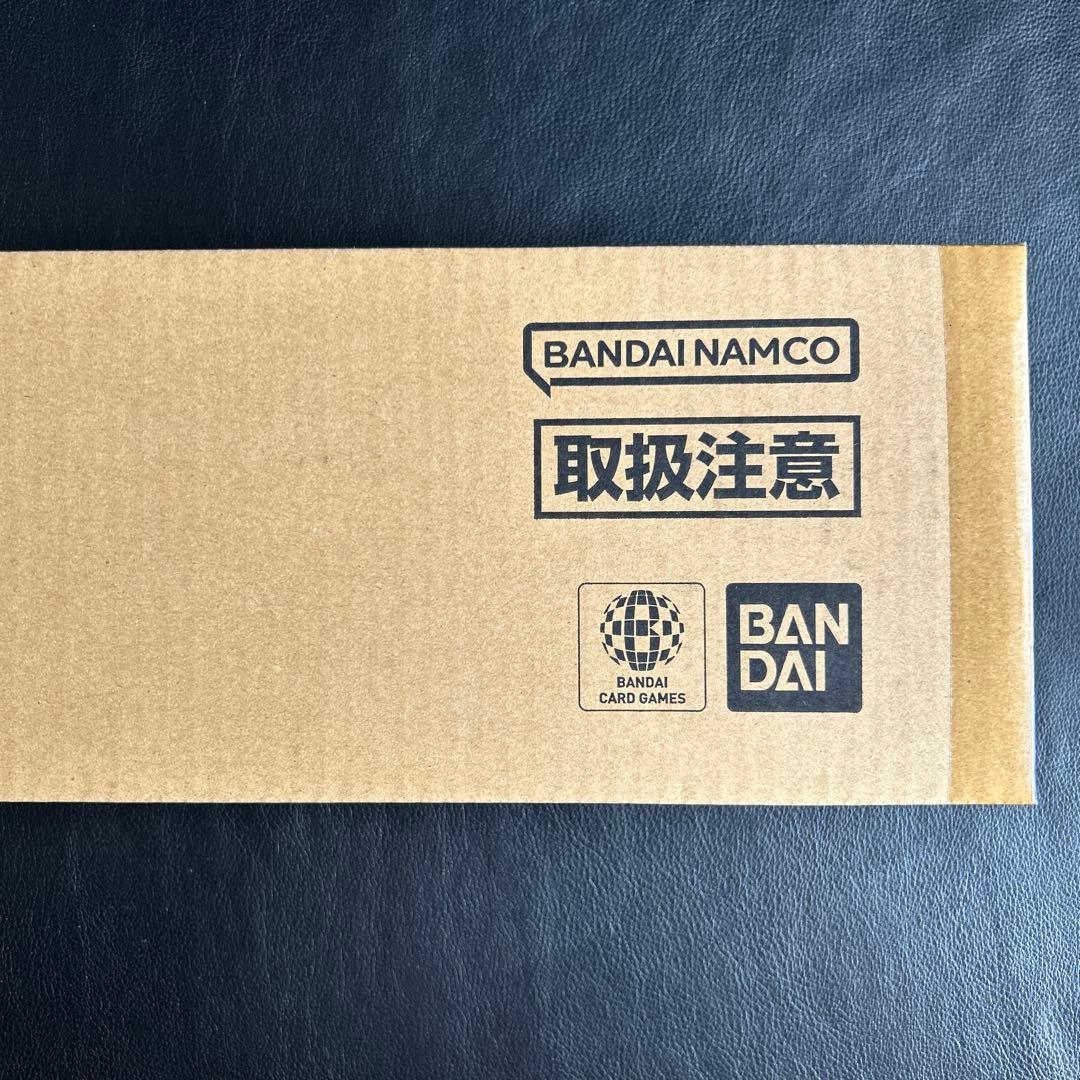 BANDAI NAMCO
取扱注意
BANDAI
CARD GAMES
BAN
DAI